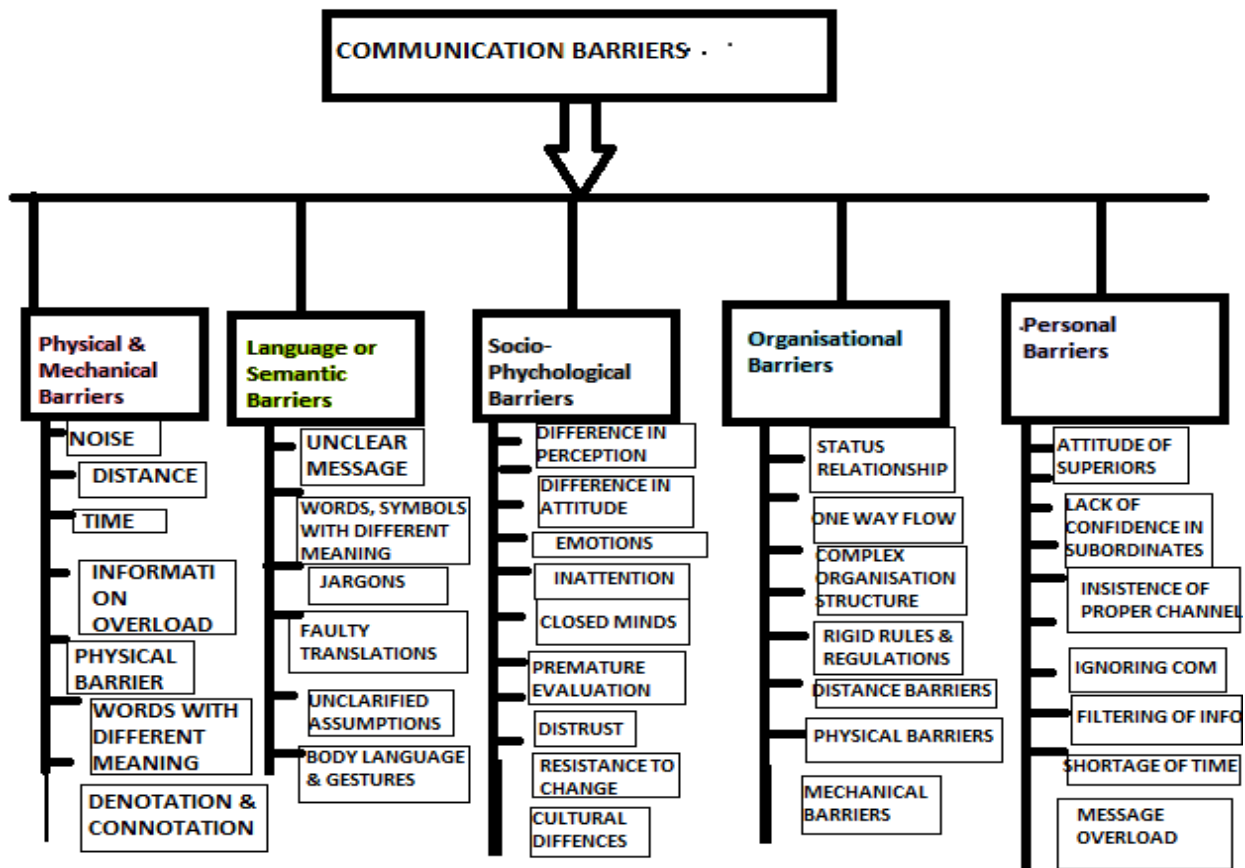 COMMUNICATION BARRIERS
Physical &
Mechanical
Barriers
NOISE
DISTANCE
TIME
INFORMATI
ON
OVERLOAD
PHYSICAL
BARRIER
WORDS WITH
DIFFERENT
MEANING
DENOTATION &
CONNOTATION
Language or
Semantic
Barriers
UNCLEAR
MESSAGE
WORDS, SYMBOLS
WITH DIFFERENT
MEANING
JARGONS
FAULTY
TRANSLATIONS
UNCLARIFIED
ASSUMPTIONS
BODY LANGUAGE
& GESTURES
Socio-
Phychological
Barriers
DIFFERENCE IN
PERCEPTION
DIFFERENCE IN
ATTITUDE
EMOTIONS
INATTENTION
CLOSED MINDS
PREMATURE
EVALUATION
DISTRUST
RESISTANCE TO
CHANGE
CULTURAL
DIFFENCES
Organisational
Barriers
STATUS
RELATIONSHIP
ONE WAY FLOW
COMPLEX
ORGANISATION
STRUCTURE
RIGID RULES &
REGULATIONS
DISTANCE BARRIERS
PHYSICAL BARRIERS
MECHANICAL
BARRIERS
Personal
Barriers
ATTITUDE OF
SUPERIORS
LACK OF
CONFIDENCE IN
SUBORDINATES
INSISTENCE OF
PROPER CHANNEL
IGNORING COM
FILTERING OF INFO
SHORTAGE OF TIME
MESSAGE
OVERLOAD